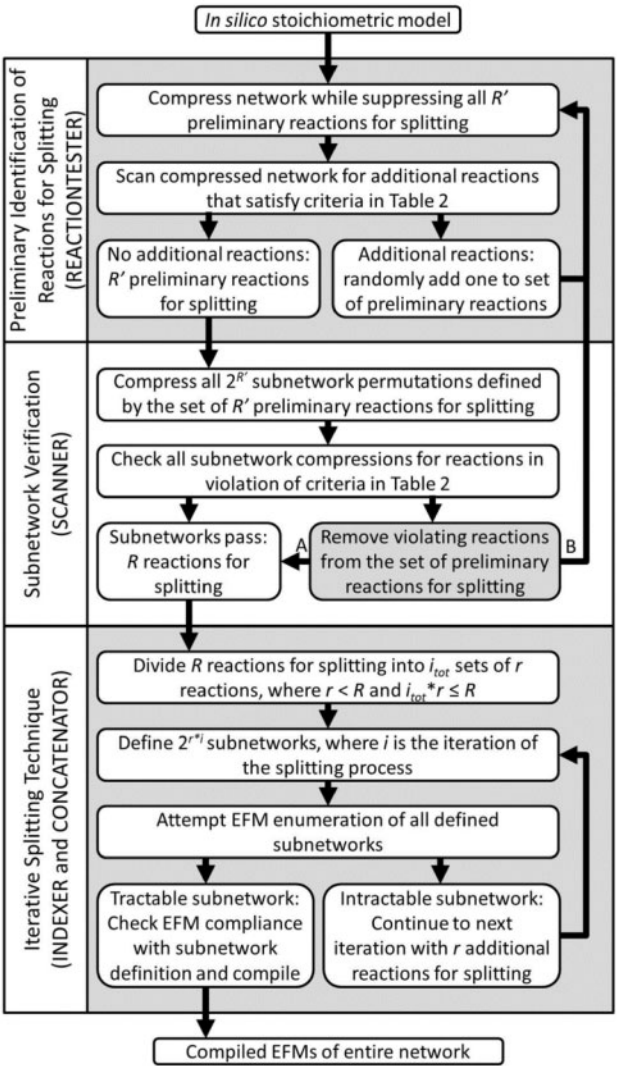 In silico stoichiometric model
Preliminary Identification of
Reactions for Splitting
(REACTIONTESTER)
Compress network while suppressing all R’
preliminary reactions for splitting
Scan compressed network for additional reactions
that satisfy criteria in Table 2
No additional reactions:
R’ preliminary reactions
for splitting
Additional reactions:
randomly add one to set
of preliminary reactions
Subnetwork Verification
(SCANNER)
Compress all 2^R’ subnetwork permutations defined
by the set of R’ preliminary reactions for splitting
Check all subnetwork compressions for reactions in
violation of criteria in Table 2
Subnetworks pass:
R reactions for
splitting
A
Remove violating reactions
from the set of preliminary
reactions for splitting
B
Iterative Splitting Technique
(INDEXER and CONCATENATOR)
Divide R reactions for splitting into i_tot sets of r
reactions, where r < R and i_tot*r ≤ R
Define 2^r*i subnetworks, where i is the iteration of
the splitting process
Attempt EFM enumeration of all defined
subnetworks
Tractable subnetwork:
Check EFM compliance
with subnetwork
definition and compile
Intractable subnetwork:
Continue to next
iteration with r additional
reactions for splitting
Compiled EFMs of entire network